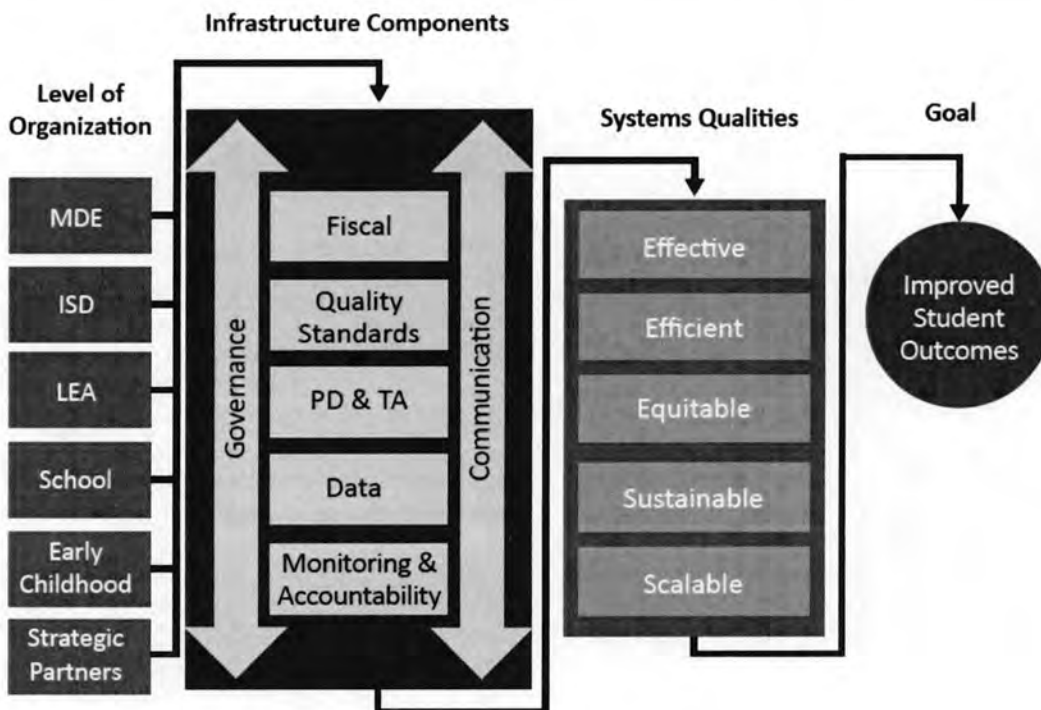 Infrastructure Components
Level of
Organization
MDE
ISD
LEA
School
Early
Childhood
Strategic
Partners
Governance
Fiscal
Quality
Standards
PD & TA
Data
Monitoring &
Accountability
Communication
Systems Qualities
Effective
Efficient
Equitable
Sustainable
Scalable
Goal
Improved
Student
Outcomes